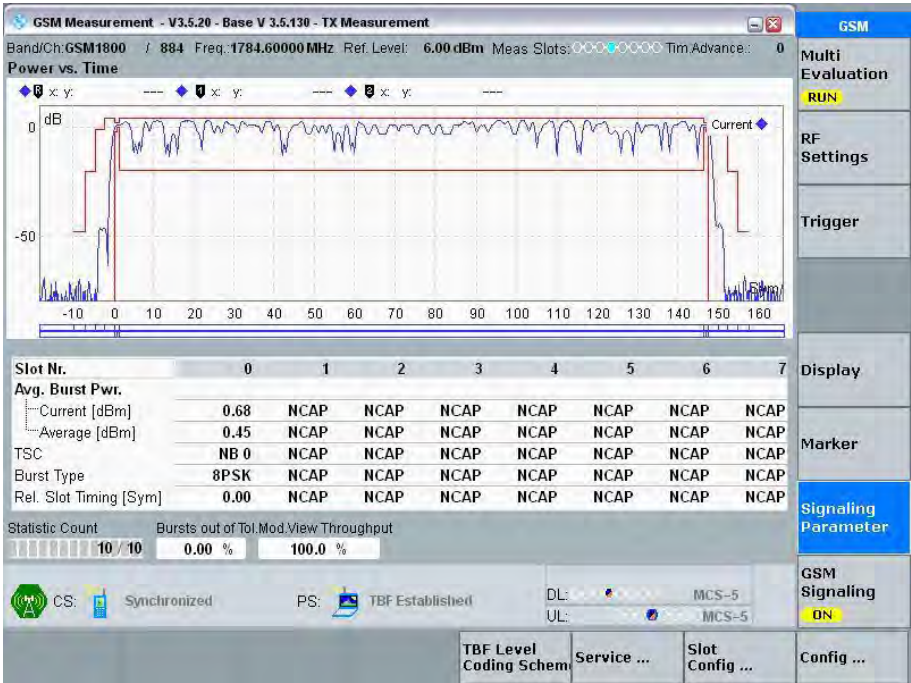 GSM Measurement - V3.5.20 - Base V 3.5.130 - TX Measurement
GSM
Band/Ch:GSM1800 / 884 Freq.:1784.60000 MHz Ref. Level: 6.00 dBm Meas Slots: Tim.Advance.: 0
Power vs. Time
Multi Evaluation
RUN
R x: y: --- 1 x: y: --- 2 x: y: ---
dB
Current
0
-50
Sym
-10 0 10 20 30 40 50 60 70 80 90 100 110 120 130 140 150 160
RF Settings
Trigger
Slot Nr. 0 1 2 3 4 5 6 7
Avg. Burst Pwr.
Current [dBm] 0.68 NCAP NCAP NCAP NCAP NCAP NCAP NCAP
Average [dBm] 0.45 NCAP NCAP NCAP NCAP NCAP NCAP NCAP
TSC NB 0 NCAP NCAP NCAP NCAP NCAP NCAP NCAP
Burst Type 8PSK NCAP NCAP NCAP NCAP NCAP NCAP NCAP
Rel. Slot Timing [Sym] 0.00 NCAP NCAP NCAP NCAP NCAP NCAP NCAP
Display
Marker
Signaling Parameter
Statistic Count Bursts out of Tol. Mod.View Throughput
10 / 10 0.00 % 100.0 %
GSM Signaling
ON
CS: Synchronized PS: TBF Established DL: MCS-5
UL: MCS-5
TBF Level
Coding Schem
Service ...
Slot
Config ...
Config ...